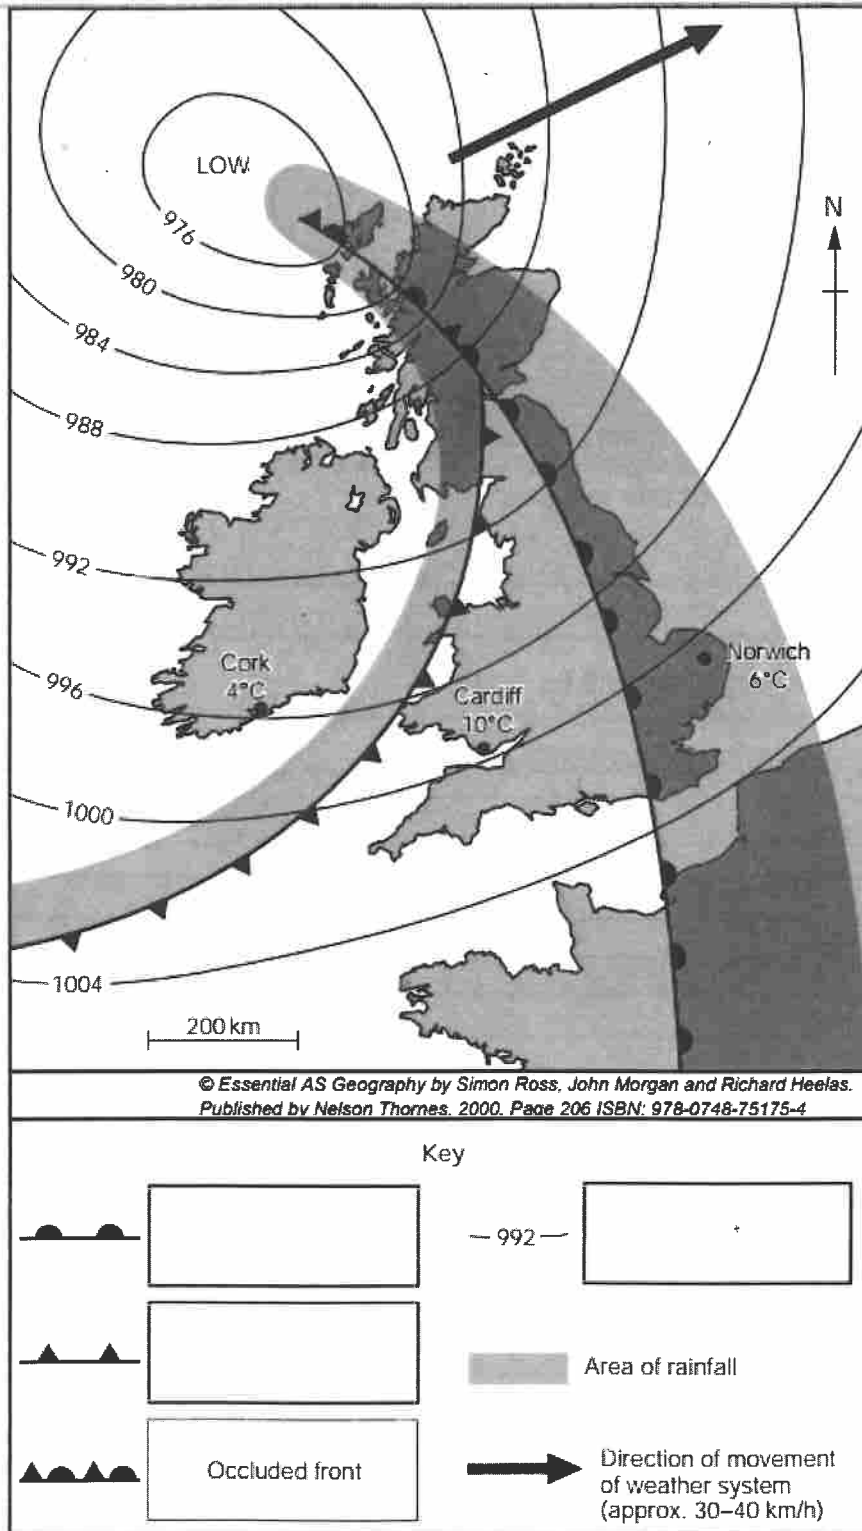 LOW
N
976
980
984
988
992
996
1000
1004
Cork
4°C
Cardiff
10°C
Norwich
6°C
200 km
© Essential AS Geography by Simon Ross, John Morgan and Richard Heelas.
Published by Nelson Thornes. 2000. Page 206 ISBN: 978-0748-75175-4
Key
992
Area of rainfall
Occluded front
Direction of movement
of weather system
(approx. 30–40 km/h)